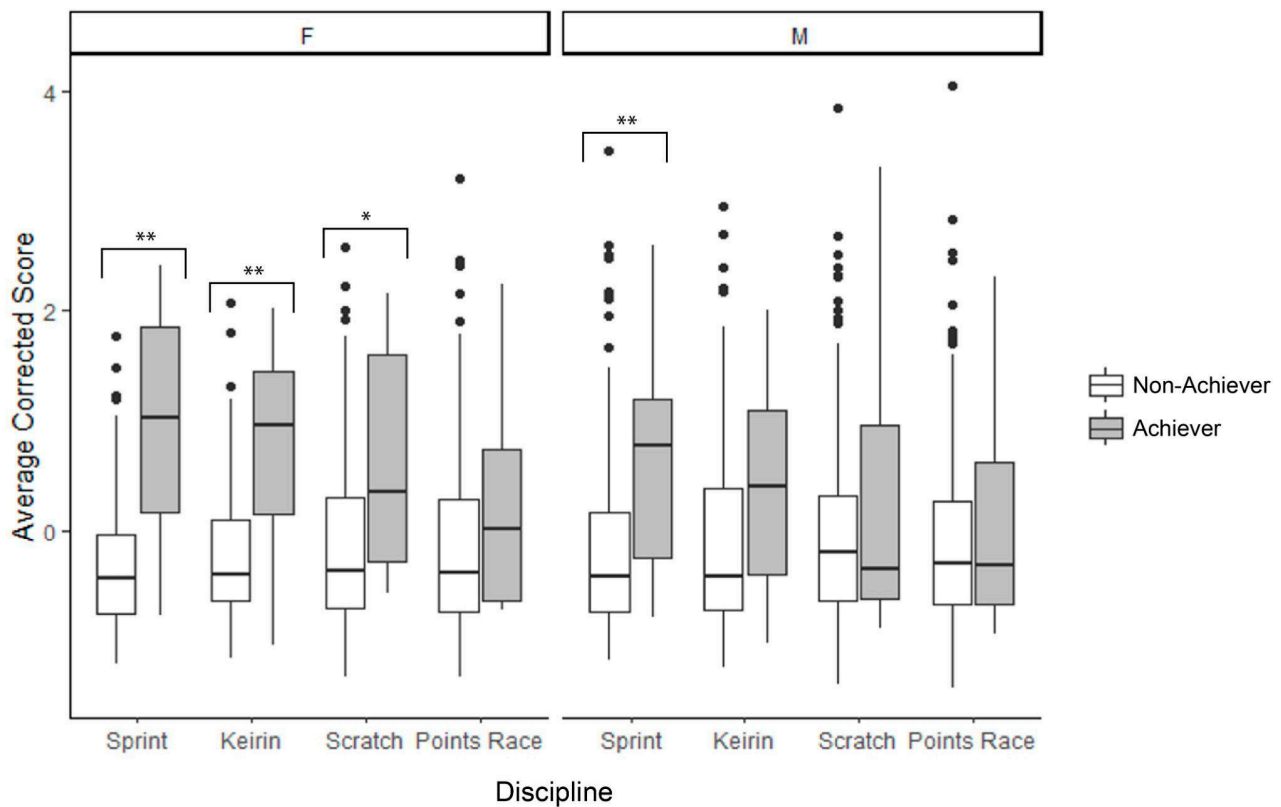 F
M
4
2
0
**
**
*
**
Average Corrected Score
Sprint
Keirin
Scratch
Points Race
Sprint
Keirin
Scratch
Points Race
Discipline
Non-Achiever
Achiever